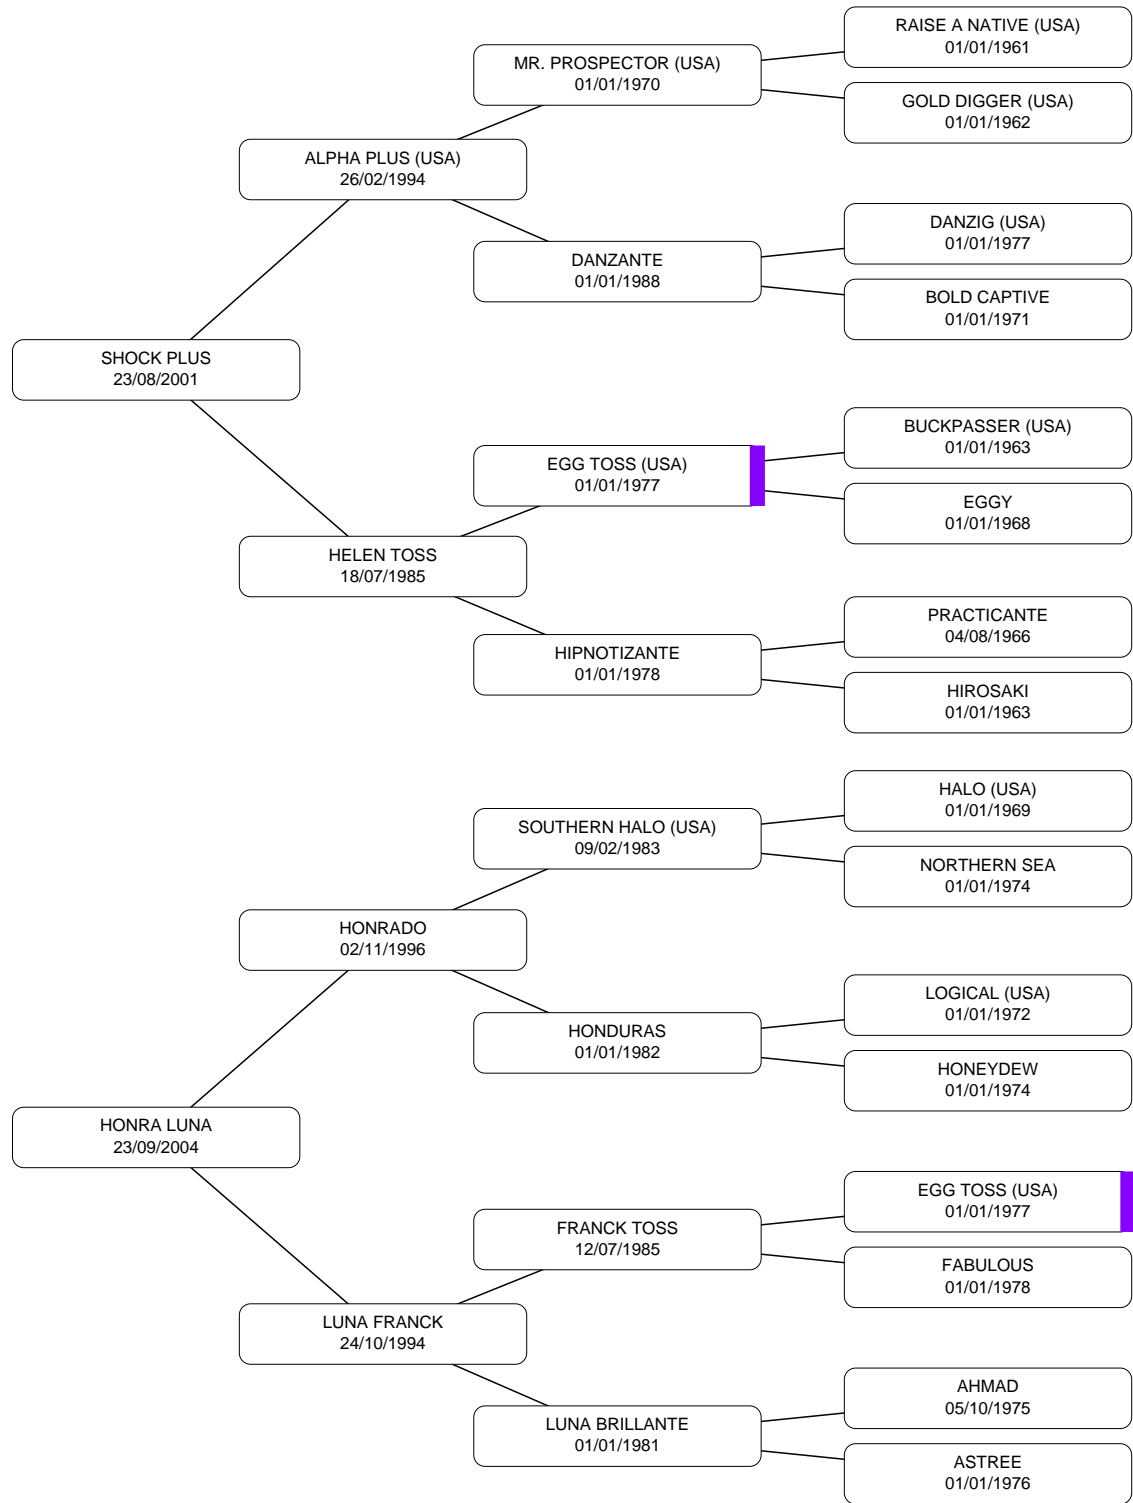 RAISE A NATIVE (USA)
01/01/1961
MR. PROSPECTOR (USA)
01/01/1970
GOLD DIGGER (USA)
01/01/1962
ALPHA PLUS (USA)
26/02/1994
DANZIG (USA)
01/01/1977
DANZANTE
01/01/1988
BOLD CAPTIVE
01/01/1971
SHOCK PLUS
23/08/2001
BUCKPASSER (USA)
01/01/1963
EGG TOSS (USA)
01/01/1977
EGGY
01/01/1968
HELEN TOSS
18/07/1985
PRACTICANTE
04/08/1966
HIPNOTIZANTE
01/01/1978
HIROSAKI
01/01/1963
HALO (USA)
01/01/1969
SOUTHERN HALO (USA)
09/02/1983
NORTHERN SEA
01/01/1974
HONRADO
02/11/1996
LOGICAL (USA)
01/01/1972
HONDURAS
01/01/1982
HONEYDEW
01/01/1974
HONRA LUNA
23/09/2004
EGG TOSS (USA)
01/01/1977
FRANCK TOSS
12/07/1985
FABULOUS
01/01/1978
LUNA FRANCK
24/10/1994
AHMAD
05/10/1975
LUNA BRILLANTE
01/01/1981
ASTREE
01/01/1976